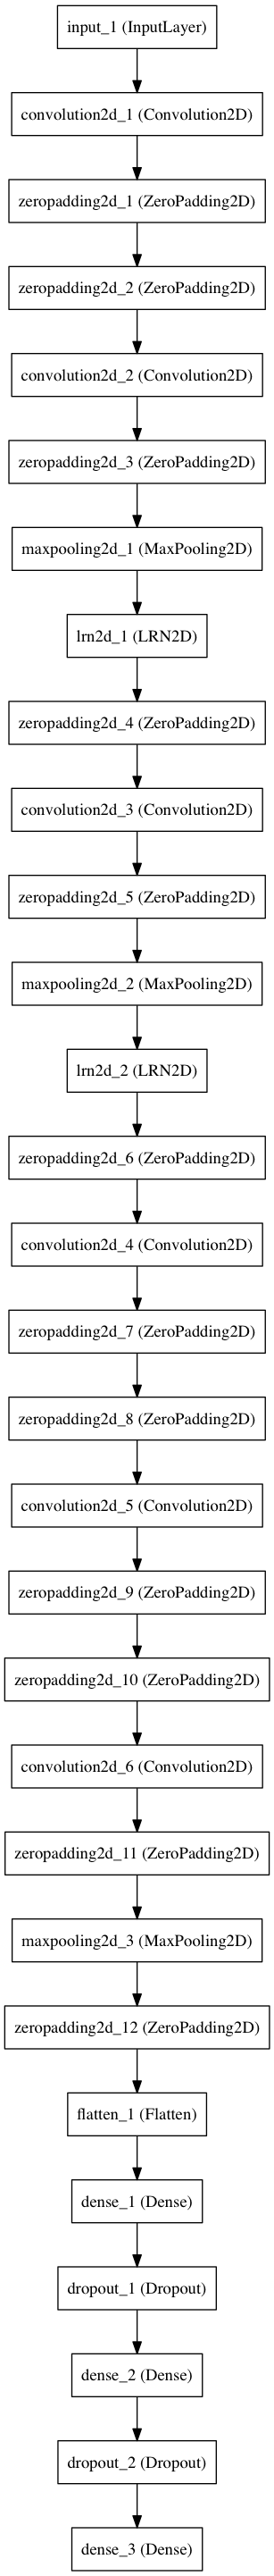 input_1 (InputLayer)
convolution2d_1 (Convolution2D)
zeropadding2d_1 (ZeroPadding2D)
zeropadding2d_2 (ZeroPadding2D)
convolution2d_2 (Convolution2D)
zeropadding2d_3 (ZeroPadding2D)
maxpooling2d_1 (MaxPooling2D)
lrn2d_1 (LRN2D)
zeropadding2d_4 (ZeroPadding2D)
convolution2d_3 (Convolution2D)
zeropadding2d_5 (ZeroPadding2D)
maxpooling2d_2 (MaxPooling2D)
lrn2d_2 (LRN2D)
zeropadding2d_6 (ZeroPadding2D)
convolution2d_4 (Convolution2D)
zeropadding2d_7 (ZeroPadding2D)
zeropadding2d_8 (ZeroPadding2D)
convolution2d_5 (Convolution2D)
zeropadding2d_9 (ZeroPadding2D)
zeropadding2d_10 (ZeroPadding2D)
convolution2d_6 (Convolution2D)
zeropadding2d_11 (ZeroPadding2D)
maxpooling2d_3 (MaxPooling2D)
zeropadding2d_12 (ZeroPadding2D)
flatten_1 (Flatten)
dense_1 (Dense)
dropout_1 (Dropout)
dense_2 (Dense)
dropout_2 (Dropout)
dense_3 (Dense)